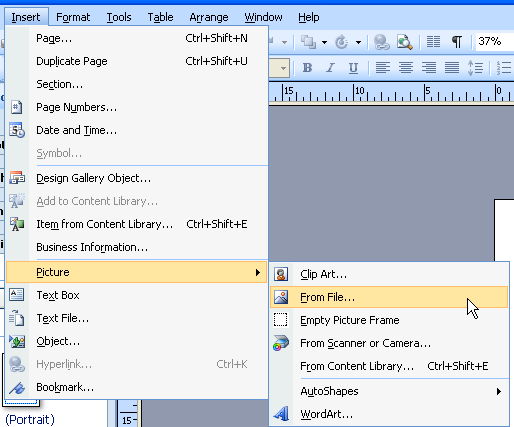 Insert Format Tools Table Arrange Window Help
Page... Ctrl+Shift+N
Duplicate Page Ctrl+Shift+U
Section...
Page Numbers...
Date and Time...
Symbol...
Design Gallery Object...
Add to Content Library...
Item from Content Library... Ctrl+Shift+E
Business Information...
Picture
Text Box
Text File...
Object...
Hyperlink... Ctrl+K
Bookmark...
37%
B I U
15 10 5 0
Clip Art...
From File...
Empty Picture Frame
From Scanner or Camera...
From Content Library... Ctrl+Shift+E
AutoShapes
WordArt...
(Portrait)
15